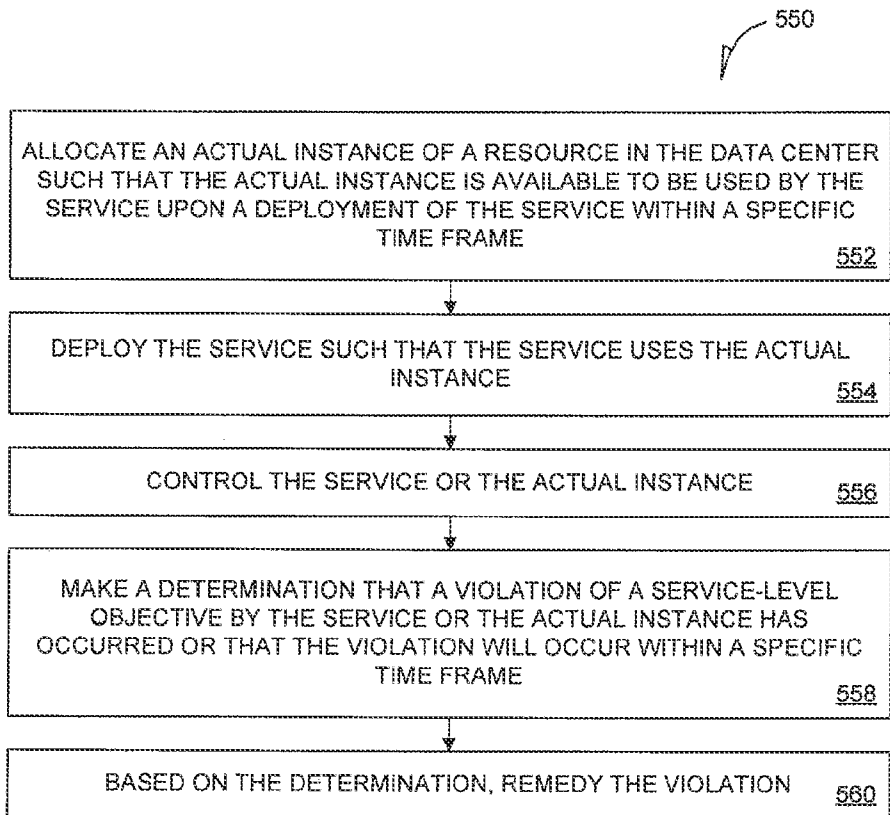 550
ALLOCATE AN ACTUAL INSTANCE OF A RESOURCE IN THE DATA CENTER
SUCH THAT THE ACTUAL INSTANCE IS AVAILABLE TO BE USED BY THE
SERVICE UPON A DEPLOYMENT OF THE SERVICE WITHIN A SPECIFIC
TIME FRAME
552
DEPLOY THE SERVICE SUCH THAT THE SERVICE USES THE ACTUAL
INSTANCE
554
CONTROL THE SERVICE OR THE ACTUAL INSTANCE
556
MAKE A DETERMINATION THAT A VIOLATION OF A SERVICE-LEVEL
OBJECTIVE BY THE SERVICE OR THE ACTUAL INSTANCE HAS
OCCURRED OR THAT THE VIOLATION WILL OCCUR WITHIN A SPECIFIC
TIME FRAME
558
BASED ON THE DETERMINATION, REMEDY THE VIOLATION
560